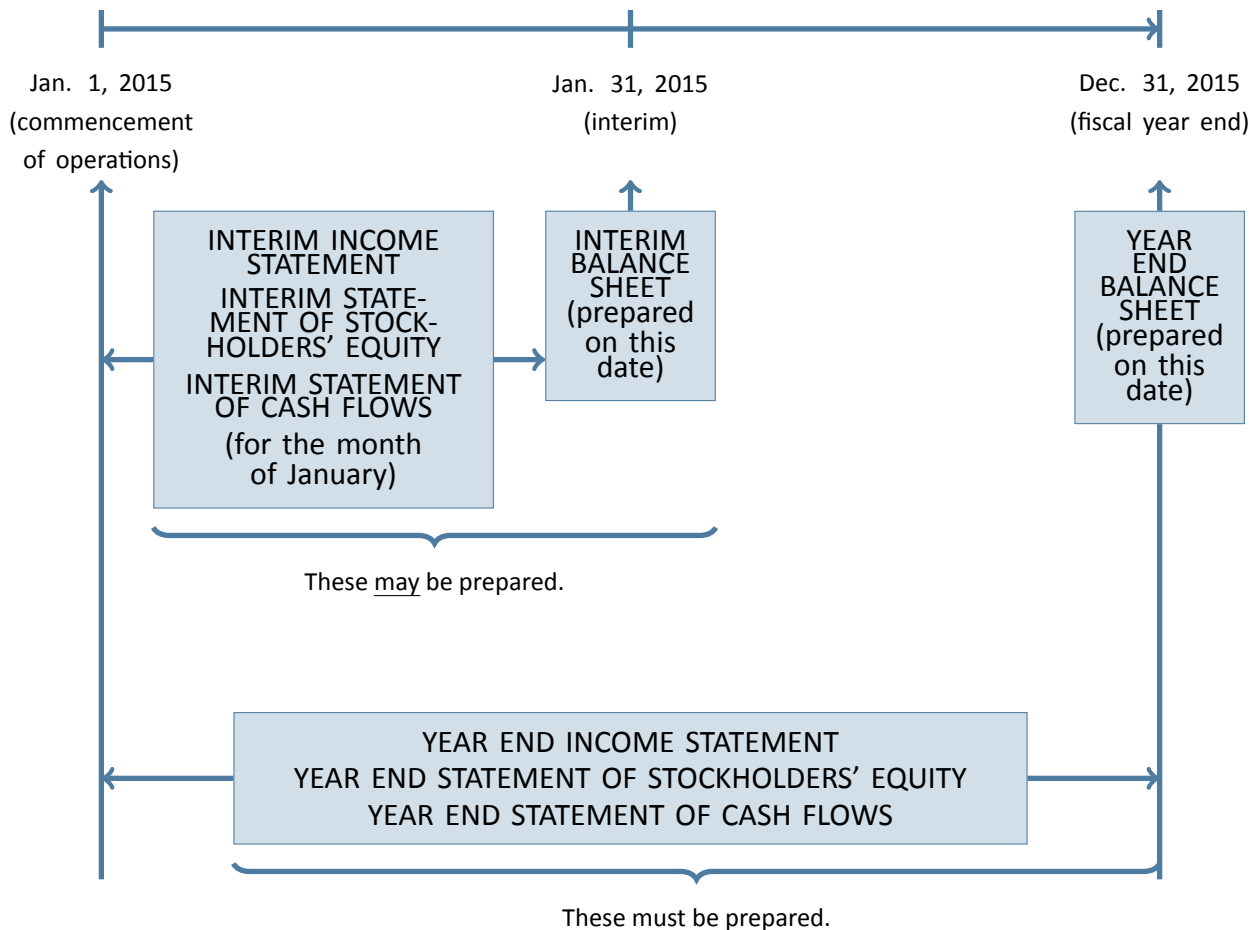 Jan. 1, 2015
(commencement
of operations)
Jan. 31, 2015
(interim)
Dec. 31, 2015
(fiscal year end)
INTERIM INCOME
STATEMENT
INTERIM STATE-
MENT OF STOCK-
HOLDERS’ EQUITY
INTERIM STATEMENT
OF CASH FLOWS
(for the month
of January)
INTERIM
BALANCE
SHEET
(prepared
on this
date)
YEAR
END
BALANCE
SHEET
(prepared
on this
date)
These may be prepared.
YEAR END INCOME STATEMENT
YEAR END STATEMENT OF STOCKHOLDERS’ EQUITY
YEAR END STATEMENT OF CASH FLOWS
These must be prepared.